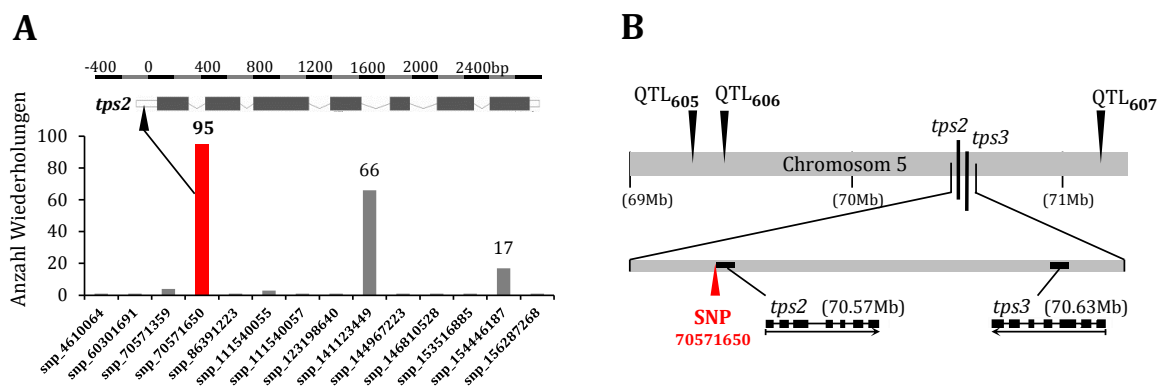 A
-400 0 400 800 1200 1600 2000 2400bp
tps2
Anzahl Wiederholungen
100
80
60
40
20
0
95
66
17
snp_4610064
snp_60301691
snp_70571359
snp_70571650
snp_86391223
snp_111540055
snp_111540057
snp_123198640
snp_141123449
snp_144967223
snp_146810528
snp_153516885
snp_154446187
snp_156287268
B
QTL605 QTL606 QTL607
tps2 tps3
Chromosom 5
(69Mb) (70Mb) (71Mb)
SNP
70571650
tps2 (70.57Mb)
tps3 (70.63Mb)